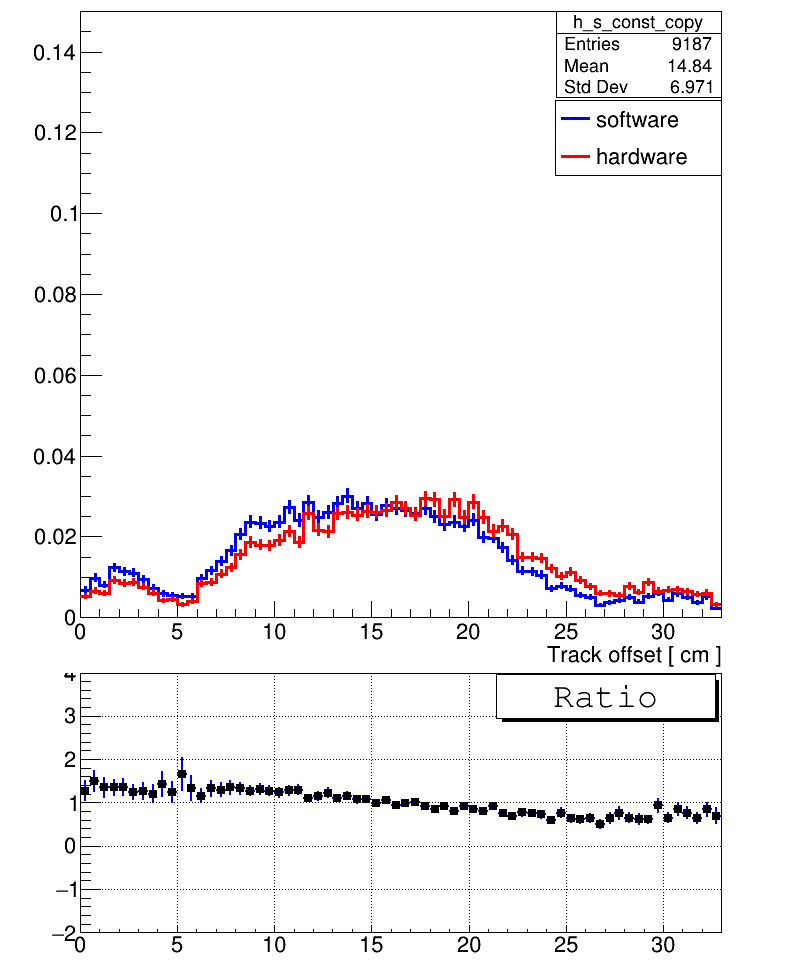 h_s_const_copy
Entries 9187
Mean 14.84
Std Dev 6.971
software
hardware
0.14
0.12
0.1
0.08
0.06
0.04
0.02
0
0 5 10 15 20 25 30
Track offset [ cm ]
Ratio
4
3
2
1
0
−1
−2
0 5 10 15 20 25 30